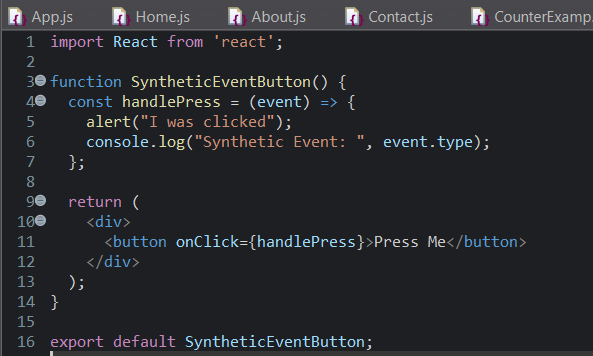 App.js Home.js About.js Contact.js CounterExamp
1 import React from 'react';
2
3 function SyntheticEventButton() {
4   const handlePress = (event) => {
5     alert("I was clicked");
6     console.log("Synthetic Event: ", event.type);
7   };
8
9   return (
10     <div>
11       <button onClick={handlePress}>Press Me</button>
12     </div>
13   );
14 }
15
16 export default SyntheticEventButton;